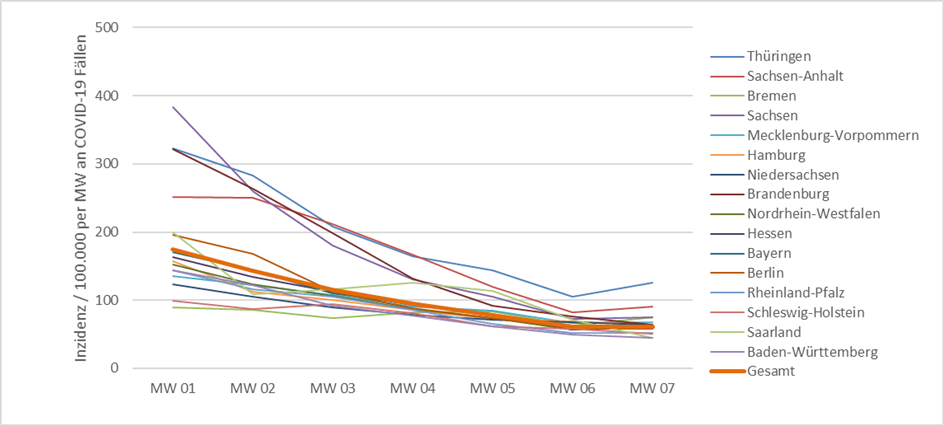 Inzidenz / 100.000 per MW an COVID-19 Fällen
500
400
300
200
100
0
MW 01 MW 02 MW 03 MW 04 MW 05 MW 06 MW 07
Thüringen
Sachsen-Anhalt
Bremen
Sachsen
Mecklenburg-Vorpommern
Hamburg
Niedersachsen
Brandenburg
Nordrhein-Westfalen
Hessen
Bayern
Berlin
Rheinland-Pfalz
Schleswig-Holstein
Saarland
Baden-Württemberg
Gesamt